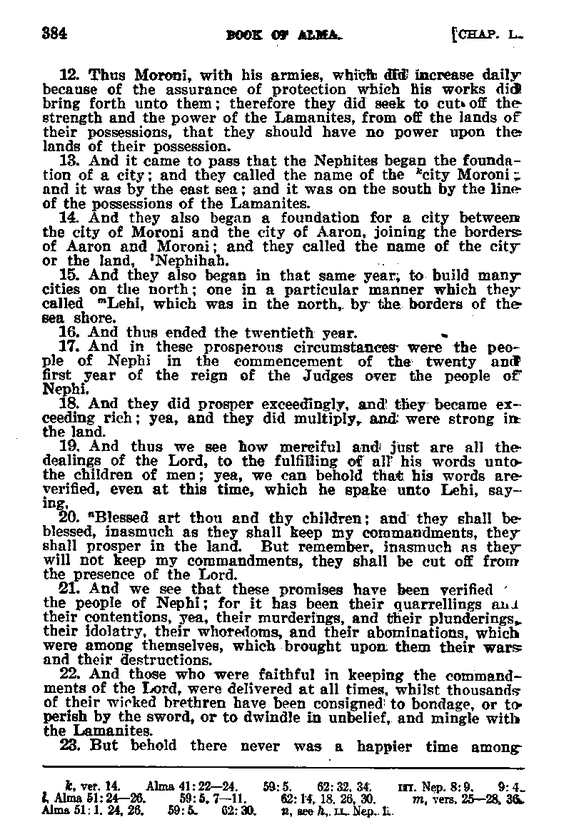 384 BOOK OF ALMA. [CHAP. L.
12. Thus Moroni, with his armies, which did increase daily
because of the assurance of protection which his works did
bring forth unto them; therefore they did seek to cut off the
strength and the power of the Lamanites, from off the lands of
their possessions, that they should have no power upon the
lands of their possession.
13. And it came to pass that the Nephites began the founda-
tion of a city; and they called the name of the ᵏcity Moroni;
and it was by the east sea; and it was on the south by the line
of the possessions of the Lamanites.
14. And they also began a foundation for a city between
the city of Moroni and the city of Aaron, joining the borders
of Aaron and Moroni; and they called the name of the city
or the land, ˡNephihah.
15. And they also began in that same year, to build many
cities on the north; one in a particular manner which they
called ᵐLehi, which was in the north, by the borders of the
sea shore.
16. And thus ended the twentieth year.
17. And in these prosperous circumstances were the peo-
ple of Nephi in the commencement of the twenty and
first year of the reign of the Judges over the people of
Nephi.
18. And they did prosper exceedingly, and they became ex-
ceeding rich; yea, and they did multiply, and were strong in
the land.
19. And thus we see how merciful and just are all the
dealings of the Lord, to the fulfilling of all his words unto
the children of men; yea, we can behold that his words are
verified, even at this time, which he spake unto Lehi, say-
ing,
20. ⁿBlessed art thou and thy children; and they shall be
blessed, inasmuch as they shall keep my commandments, they
shall prosper in the land. But remember, inasmuch as they
will not keep my commandments, they shall be cut off from
the presence of the Lord.
21. And we see that these promises have been verified
the people of Nephi; for it has been their quarrellings and
their contentions, yea, their murderings, and their plunderings,
their idolatry, their whoredoms, and their abominations, which
were among themselves, which brought upon them their wars
and their destructions.
22. And those who were faithful in keeping the command-
ments of the Lord, were delivered at all times, whilst thousands
of their wicked brethren have been consigned to bondage, or to
perish by the sword, or to dwindle in unbelief, and mingle with
the Lamanites.
23. But behold there never was a happier time among
k, ver. 14. Alma 41:22—24. 59:5. 62:32, 34. III. Nep. 8:9. 9:4.
l, Alma 51:24—26. 59:5, 7—11. 62:14, 18, 26, 30. m, vers. 25—28, 36.
Alma 51:1, 24, 26. 59:5. 62:30. n, see h, II. Nep. 1.